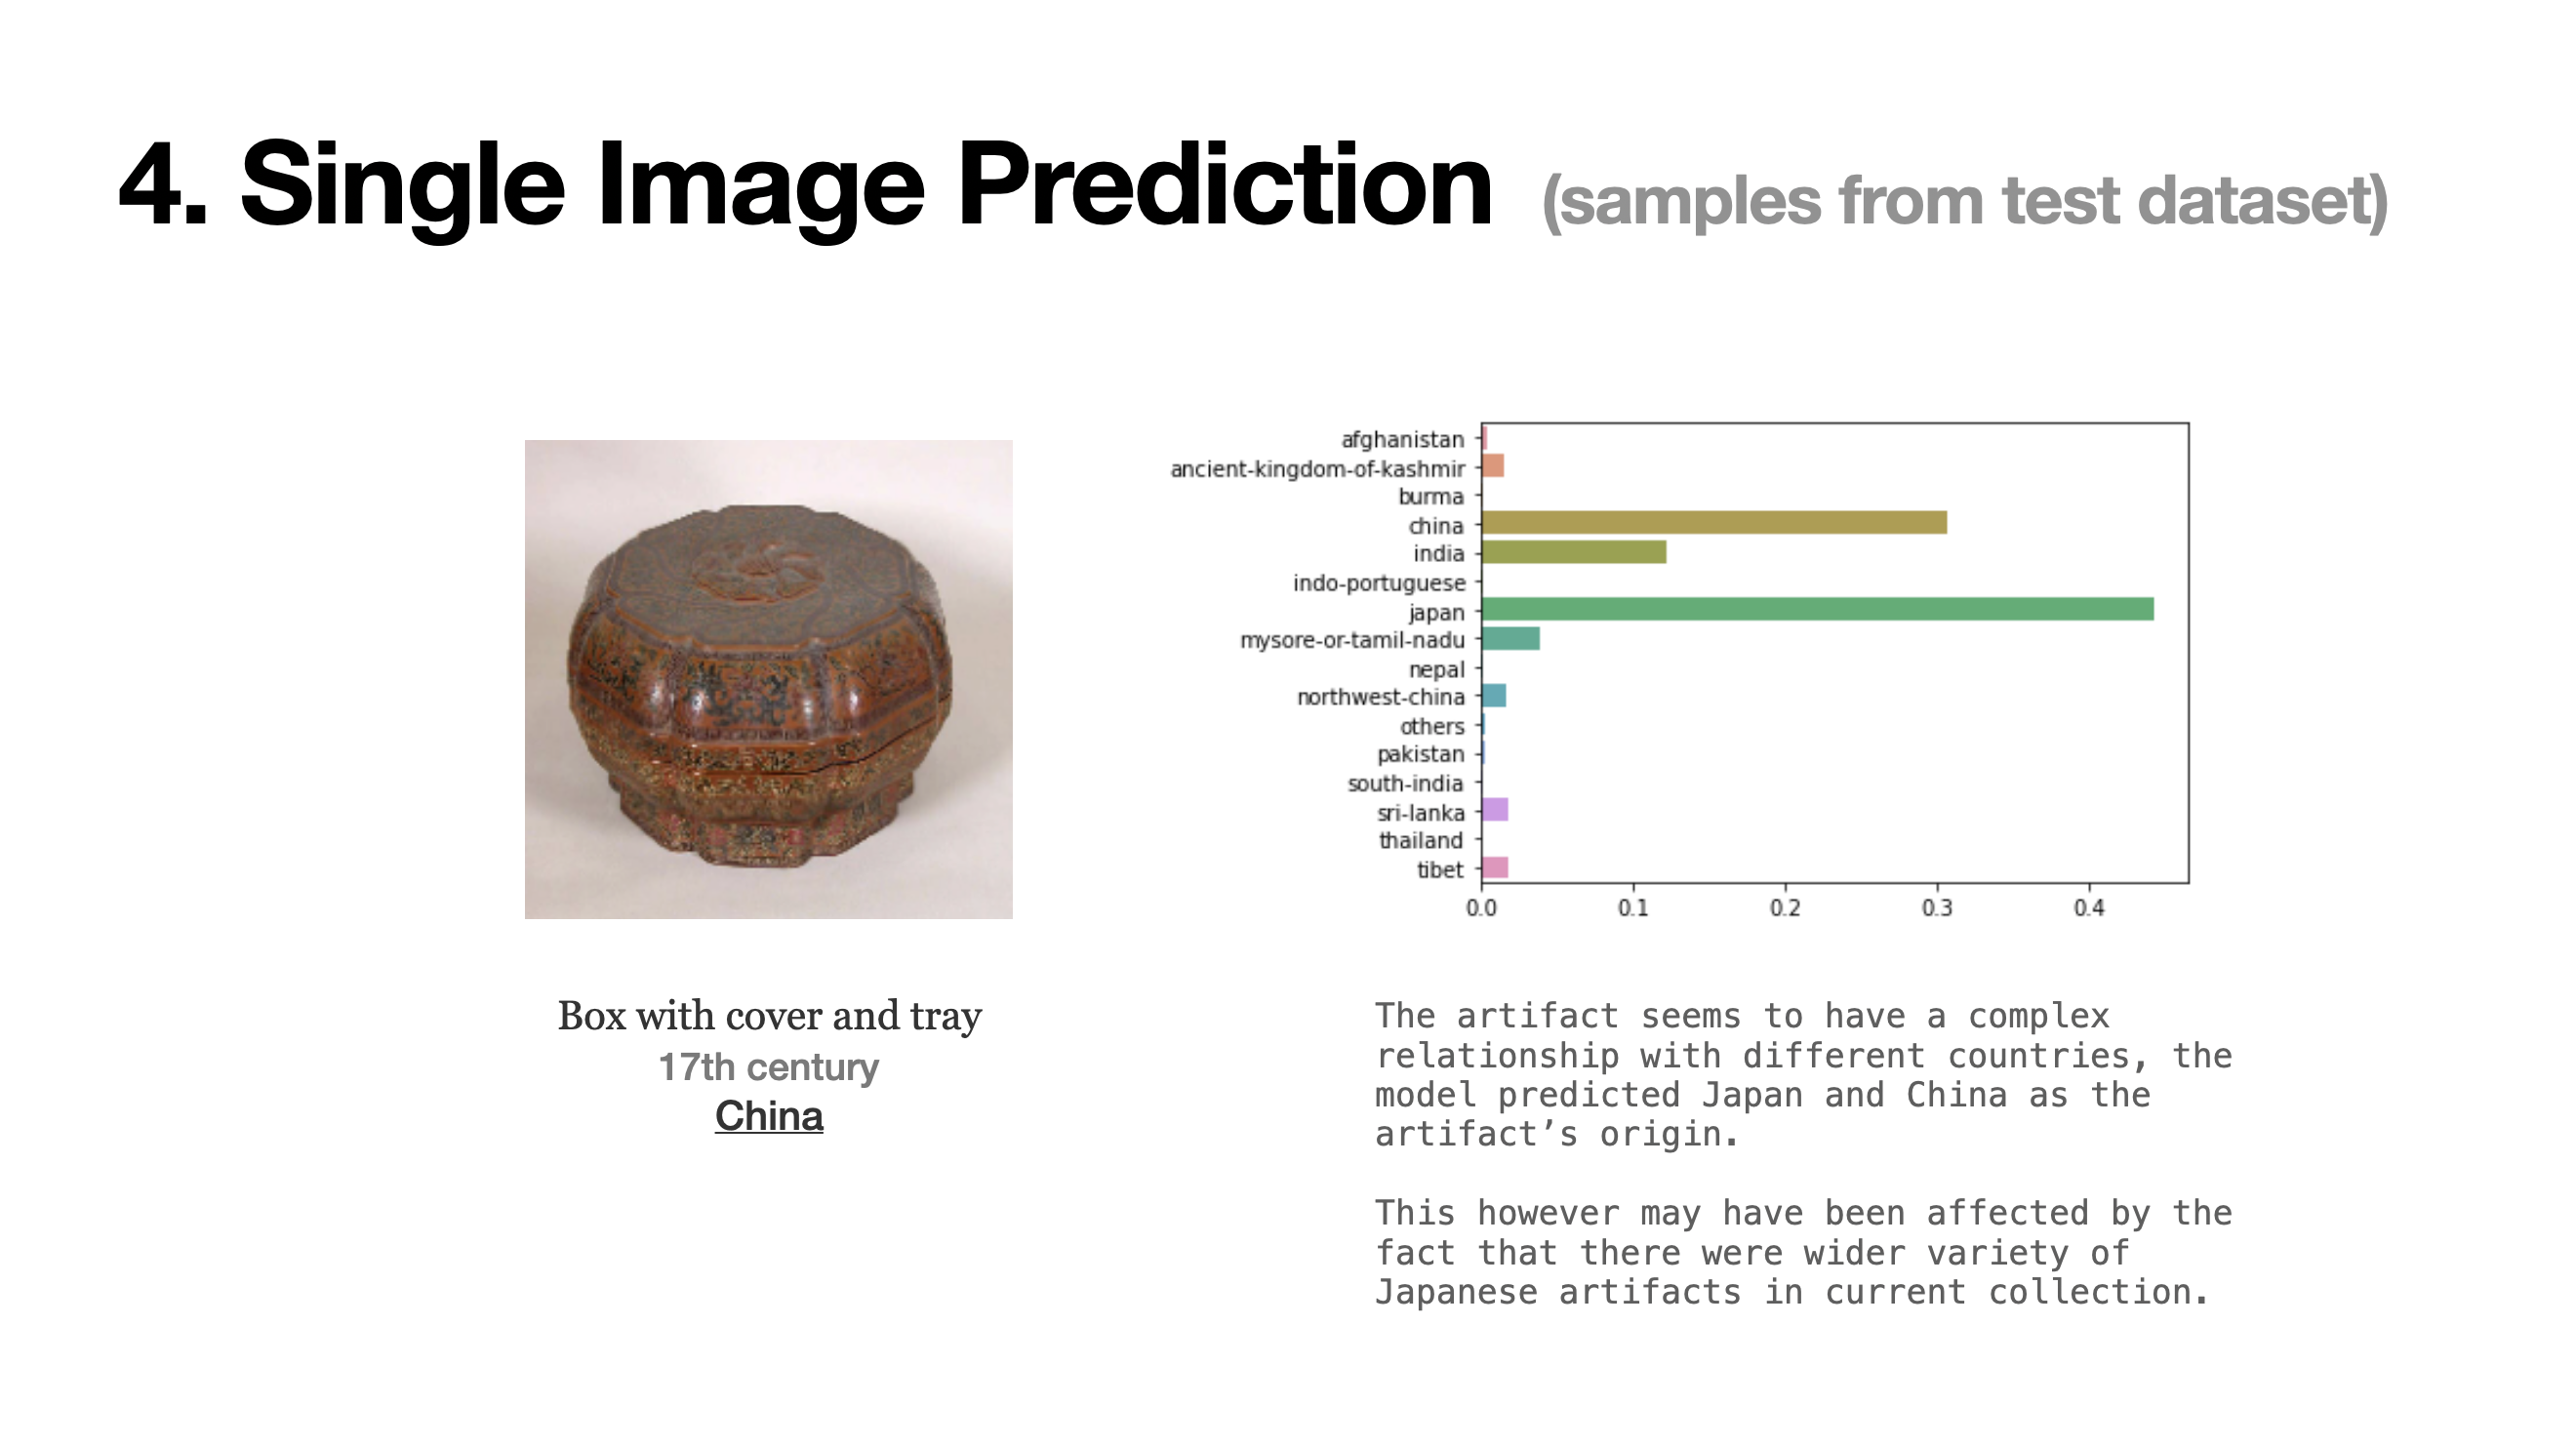 4. Single Image Prediction (samples from test dataset)
afghanistan
ancient-kingdom-of-kashmir
burma
china
india
indo-portuguese
japan
mysore-or-tamil-nadu
nepal
northwest-china
others
pakistan
south-india
sri-lanka
thailand
tibet
0.0 0.1 0.2 0.3 0.4
Box with cover and tray
17th century
China
The artifact seems to have a complex
relationship with different countries, the
model predicted Japan and China as the
artifact’s origin.
This however may have been affected by the
fact that there were wider variety of
Japanese artifacts in current collection.